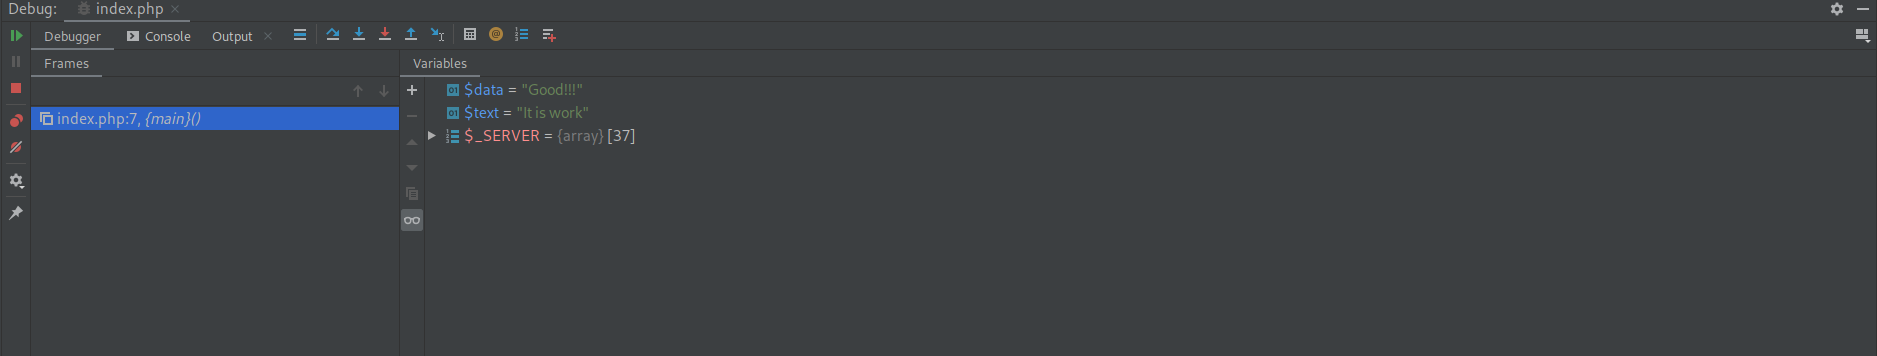 Debug: index.php
Debugger Console Output
Frames
Variables
index.php:7, {main}()
$data = "Good!!!"
$text = "It is work"
$_SERVER = {array} [37]